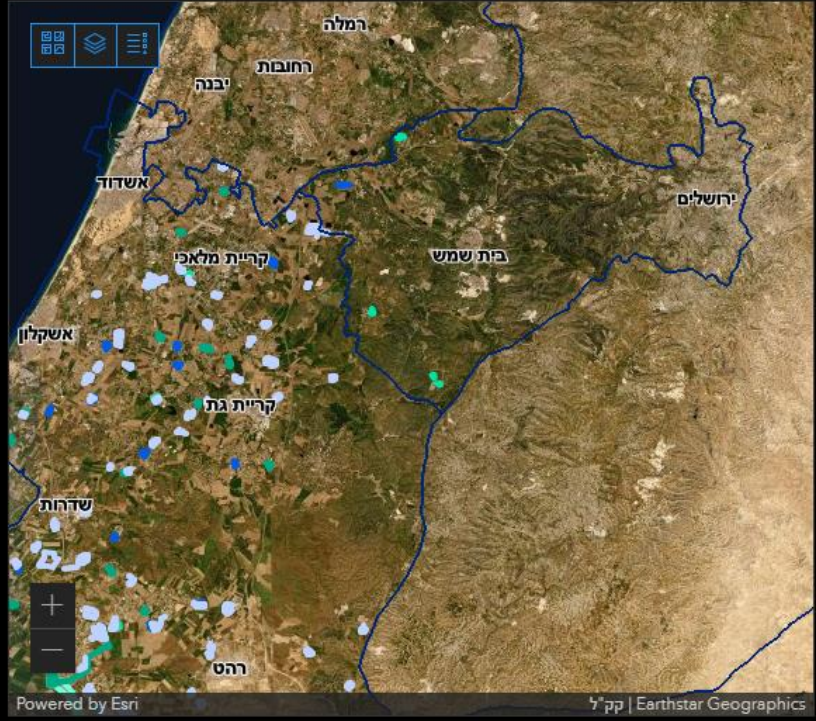 רמלה
רחובות
יבנה
אשדוד
ירושלים
קריית מלאכי
בית שמש
אשקלון
קריית גת
שדרות
רהט
Powered by Esri
קק"ל | Earthstar Geographics